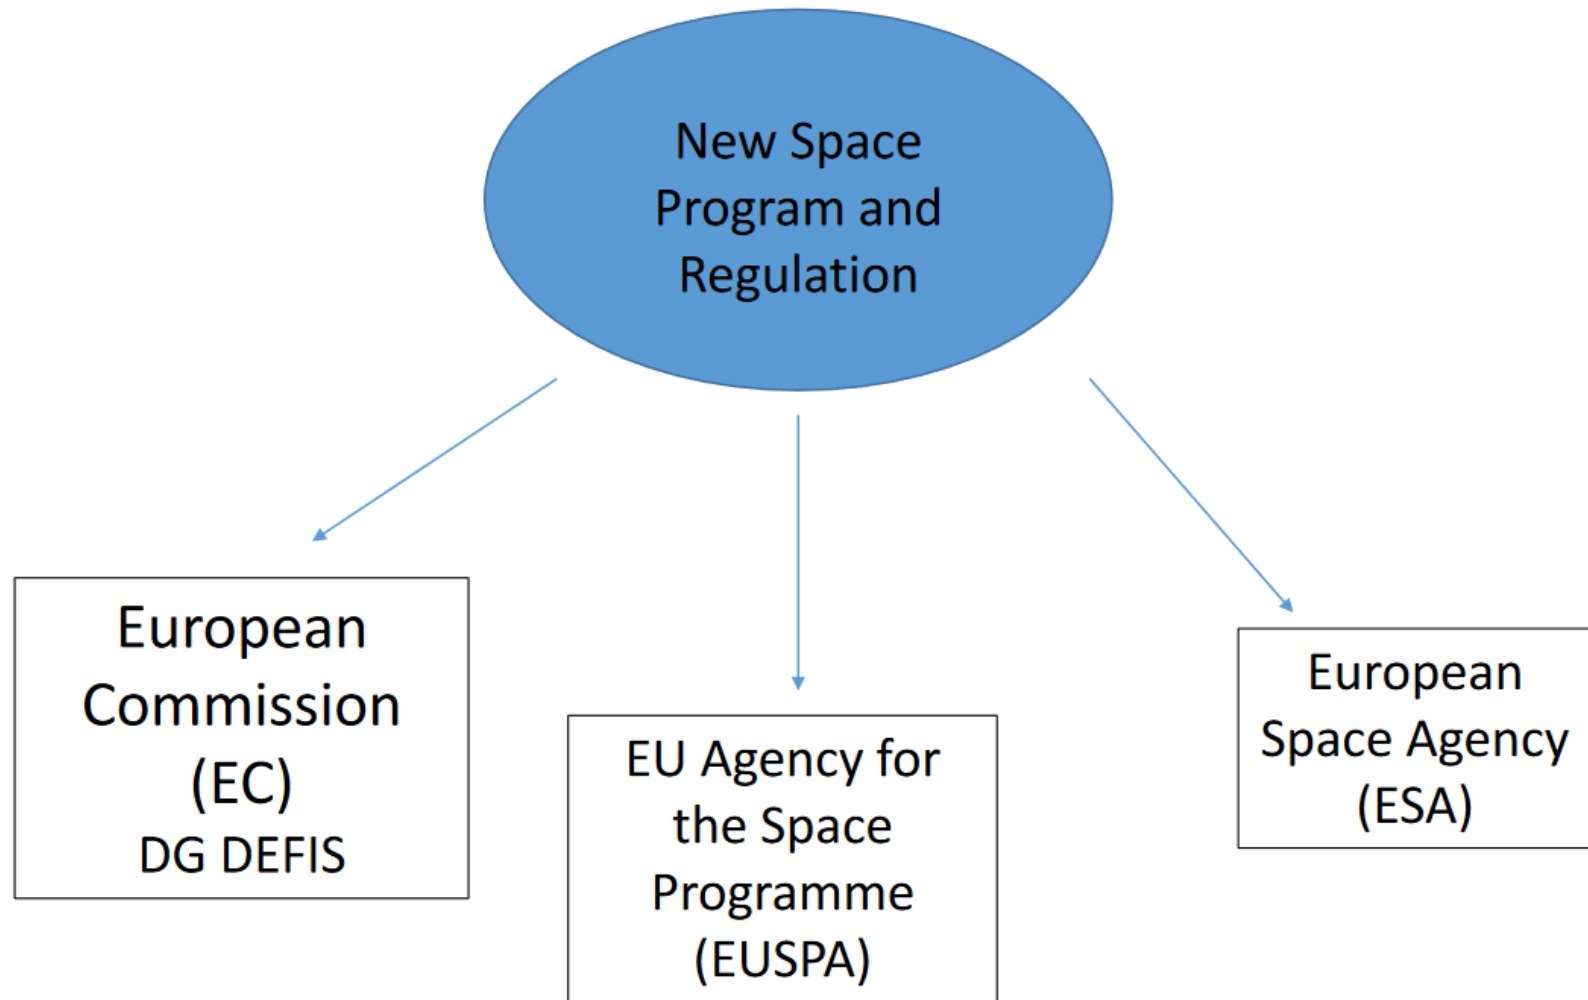 New Space
Program and
Regulation
European
Commission
(EC)
DG DEFIS
EU Agency for
the Space
Programme
(EUSPA)
European
Space Agency
(ESA)